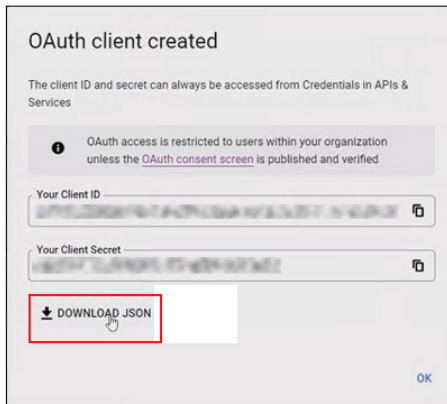 OAuth client created
The client ID and secret can always be accessed from Credentials in APIs &
Services
OAuth access is restricted to users within your organization
unless the OAuth consent screen is published and verified
Your Client ID
Your Client Secret
DOWNLOAD JSON
OK